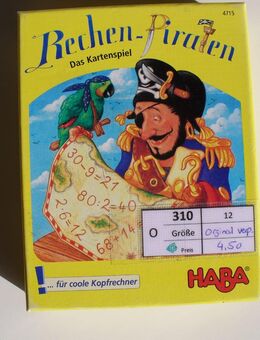 4715
Rechen-Piraten
Das Kartenspiel
30-9=21
80:2=40
2·6=12
68+14
310 12
O Größe Orginal verp.
Preis 4,50
! ... für coole Kopfrechner
HABA